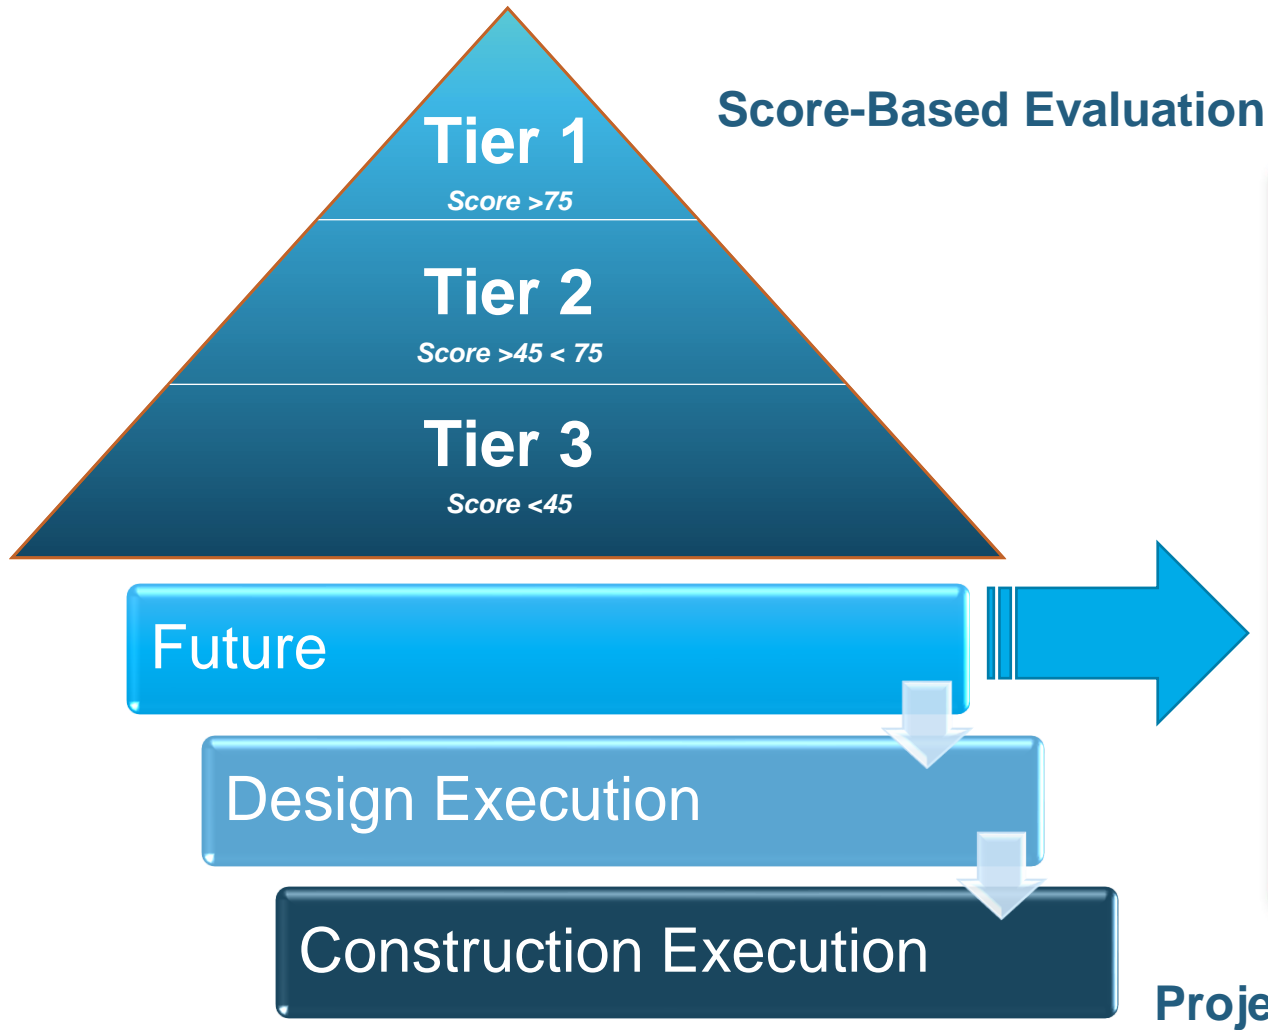 Score-Based Evaluation
Tier 1
Score >75
Tier 2
Score >45 < 75
Tier 3
Score <45
Future
Design Execution
Construction Execution